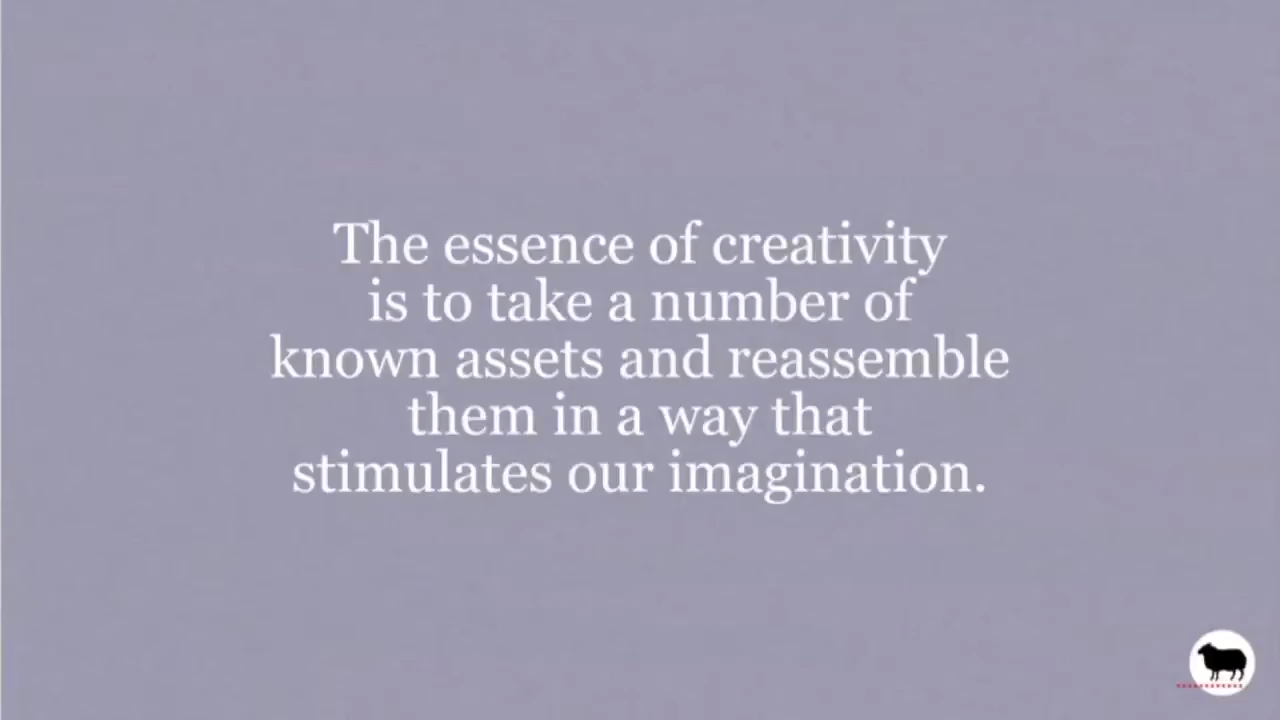 The essence of creativity
is to take a number of
known assets and reassemble
them in a way that
stimulates our imagination.